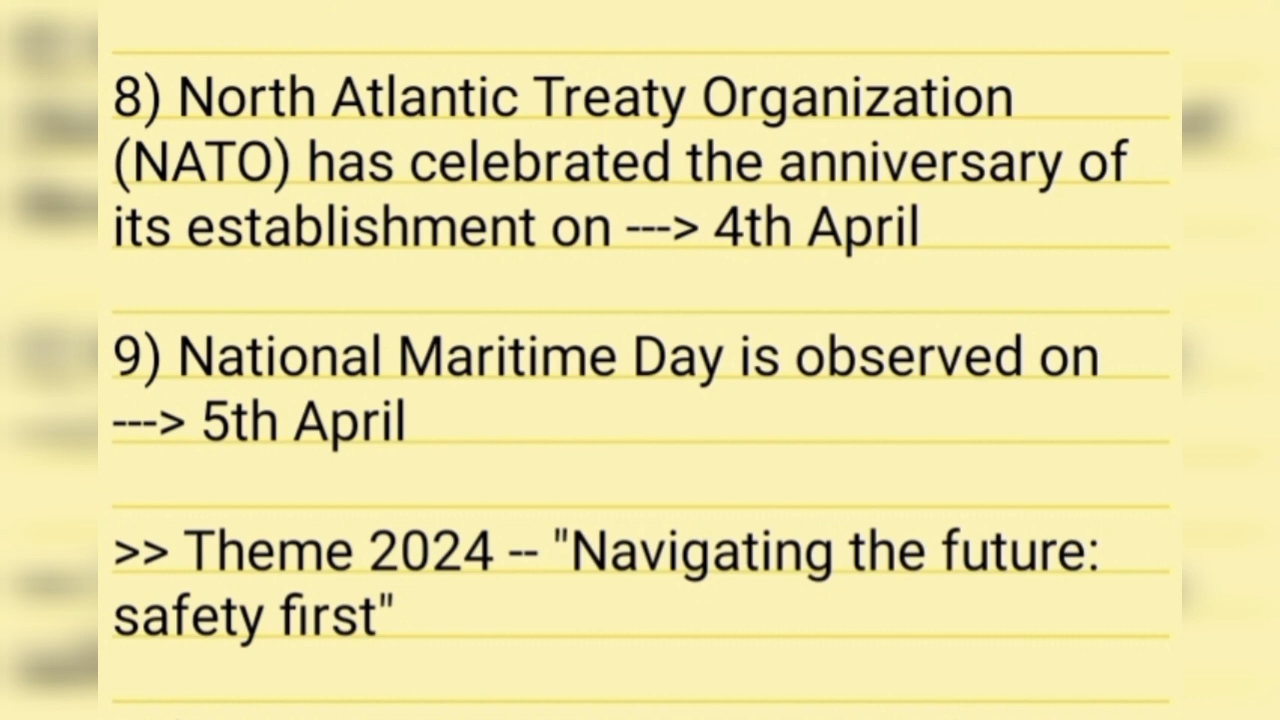 8) North Atlantic Treaty Organization
(NATO) has celebrated the anniversary of
its establishment on ---> 4th April
9) National Maritime Day is observed on
---> 5th April
>> Theme 2024 -- "Navigating the future:
safety first"